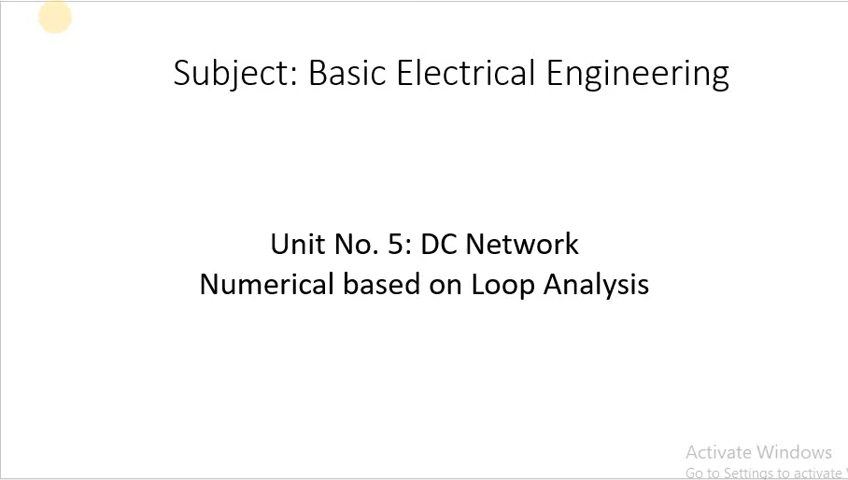 Subject: Basic Electrical Engineering
Unit No. 5: DC Network
Numerical based on Loop Analysis
Activate Windows
Go to Settings to activate